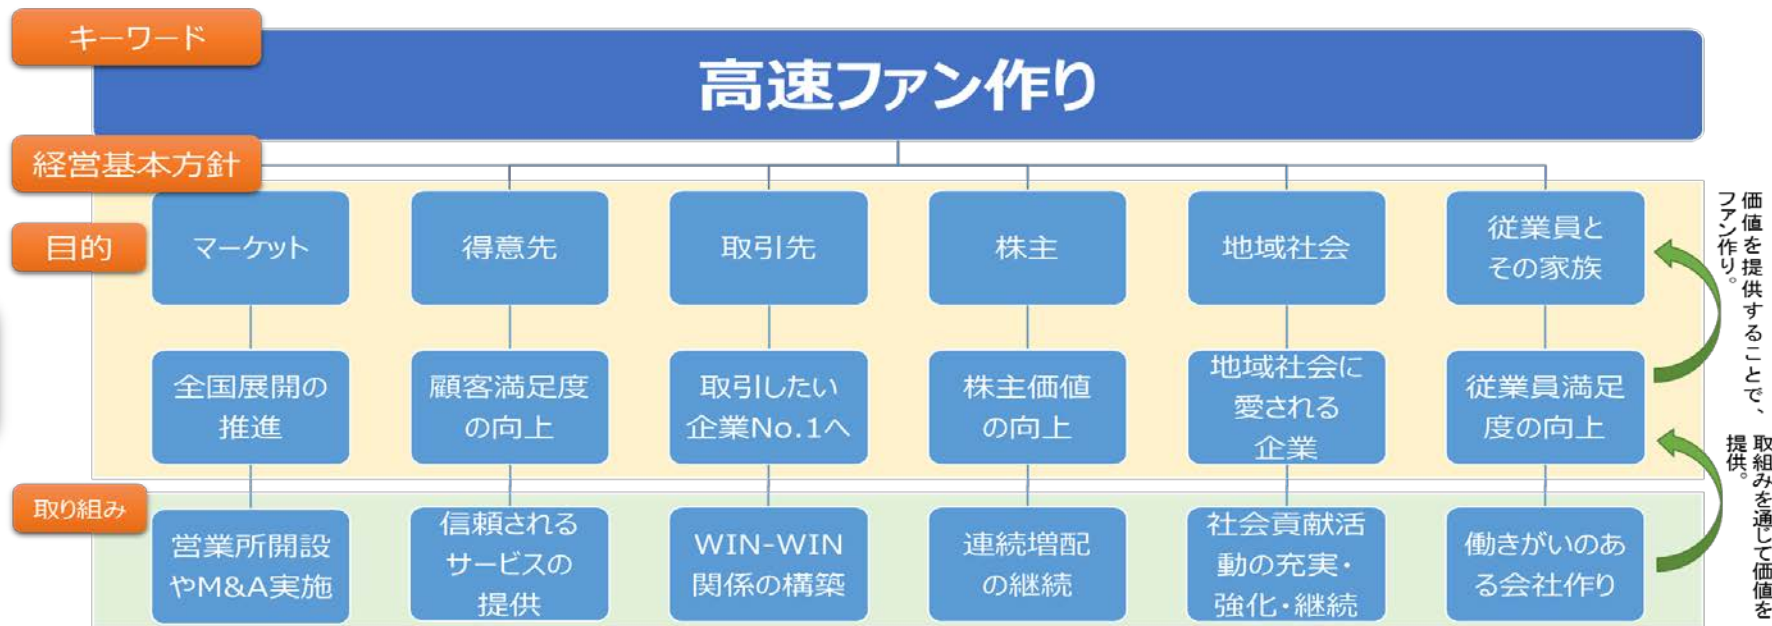 キーワード
高速ファン作り
経営基本方針
目的
マーケット
得意先
取引先
株主
地域社会
従業員と
その家族
全国展開の
推進
顧客満足度
の向上
取引したい
企業No.1へ
株主価値
の向上
地域社会に
愛される
企業
従業員満足
度の向上
取り組み
営業所開設
やM&A実施
信頼される
サービスの
提供
WIN-WIN
関係の構築
連続増配
の継続
社会貢献活
動の充実・
強化・継続
働きがいのあ
る会社作り
価値を提供することで、
ファン作り。
取組みを通じて価値を
提供。